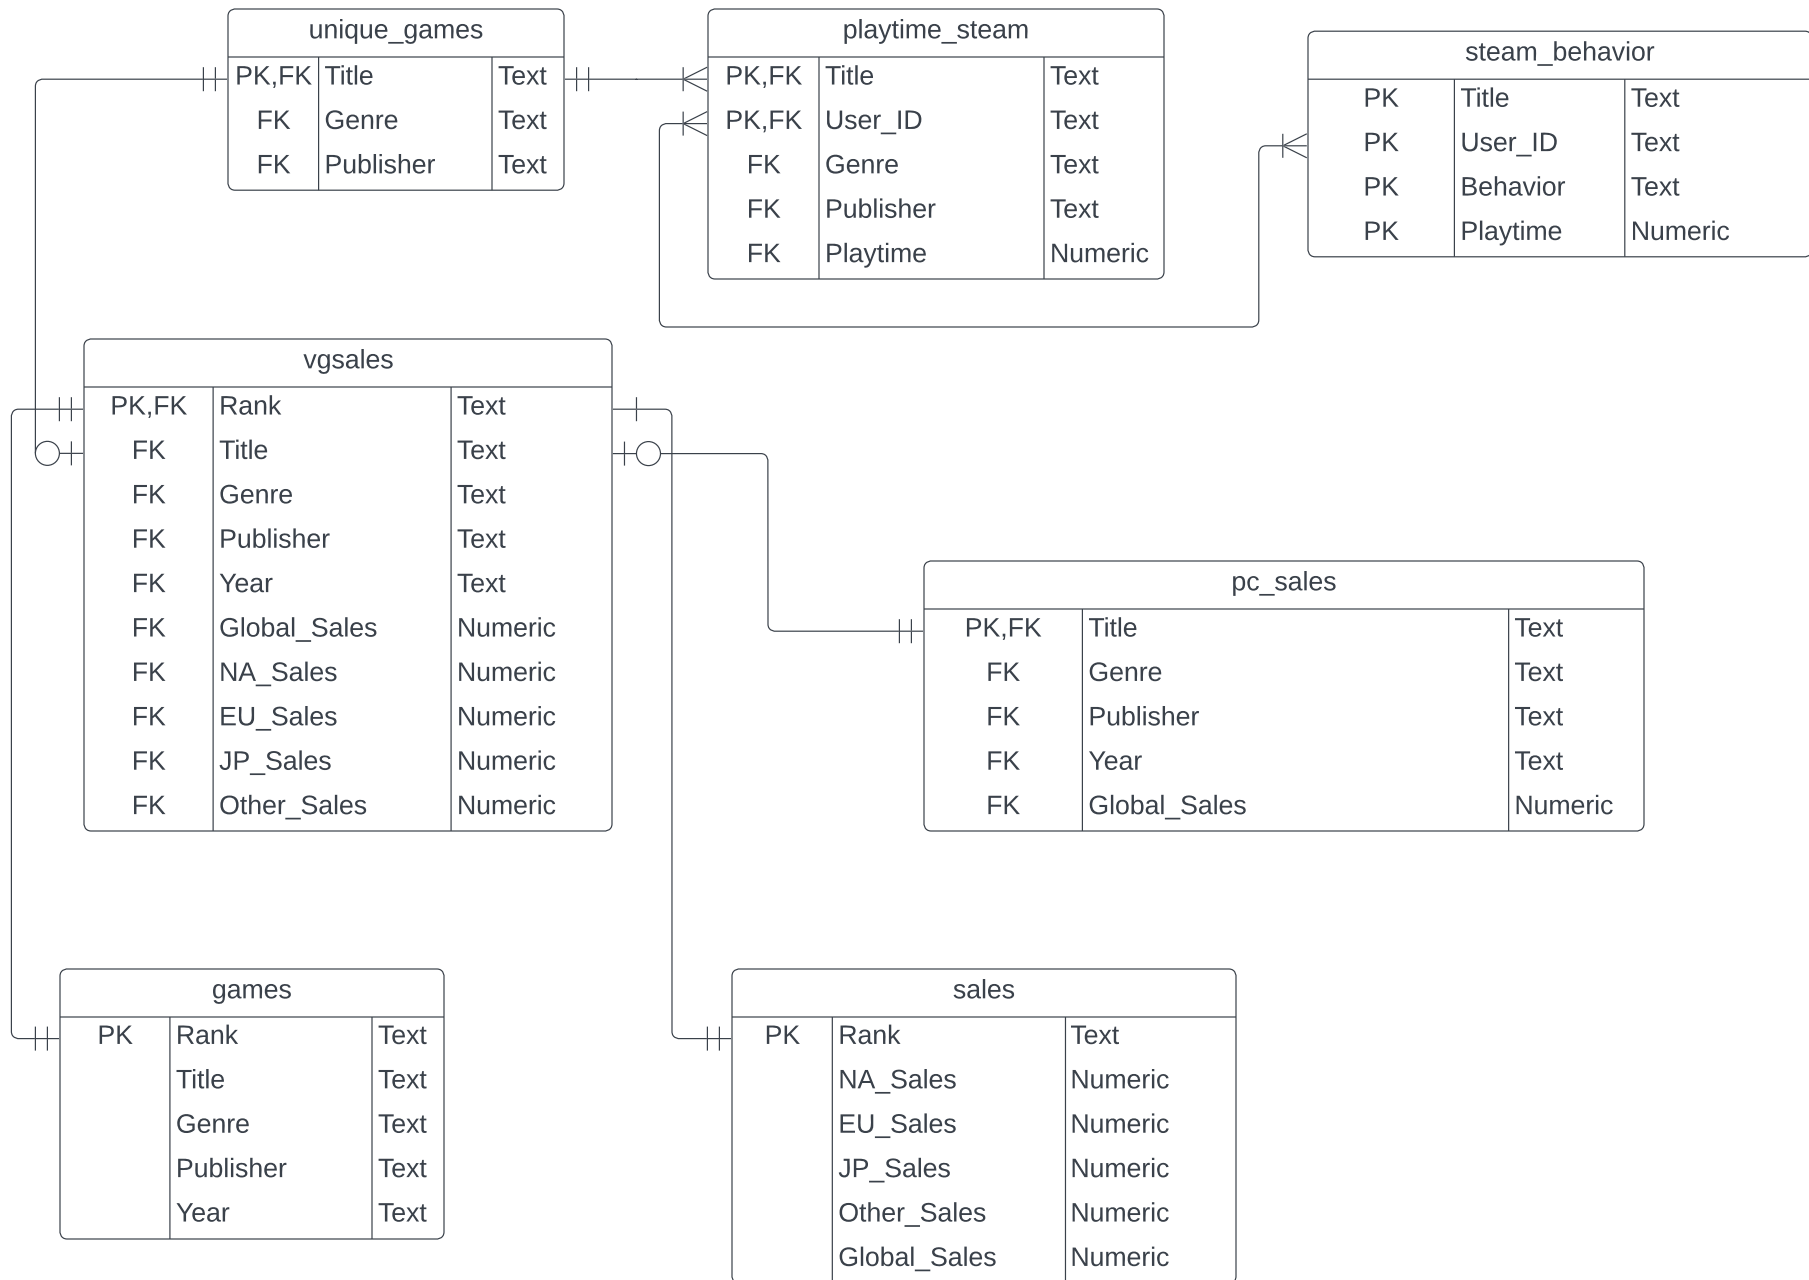 unique_games
PK,FK Title Text
FK Genre Text
FK Publisher Text
playtime_steam
PK,FK Title Text
PK,FK User_ID Text
FK Genre Text
FK Publisher Text
FK Playtime Numeric
steam_behavior
PK Title Text
PK User_ID Text
PK Behavior Text
PK Playtime Numeric
vgsales
PK,FK Rank Text
FK Title Text
FK Genre Text
FK Publisher Text
FK Year Text
FK Global_Sales Numeric
FK NA_Sales Numeric
FK EU_Sales Numeric
FK JP_Sales Numeric
FK Other_Sales Numeric
pc_sales
PK,FK Title Text
FK Genre Text
FK Publisher Text
FK Year Text
FK Global_Sales Numeric
games
PK Rank Text
Title Text
Genre Text
Publisher Text
Year Text
sales
PK Rank Text
NA_Sales Numeric
EU_Sales Numeric
JP_Sales Numeric
Other_Sales Numeric
Global_Sales Numeric